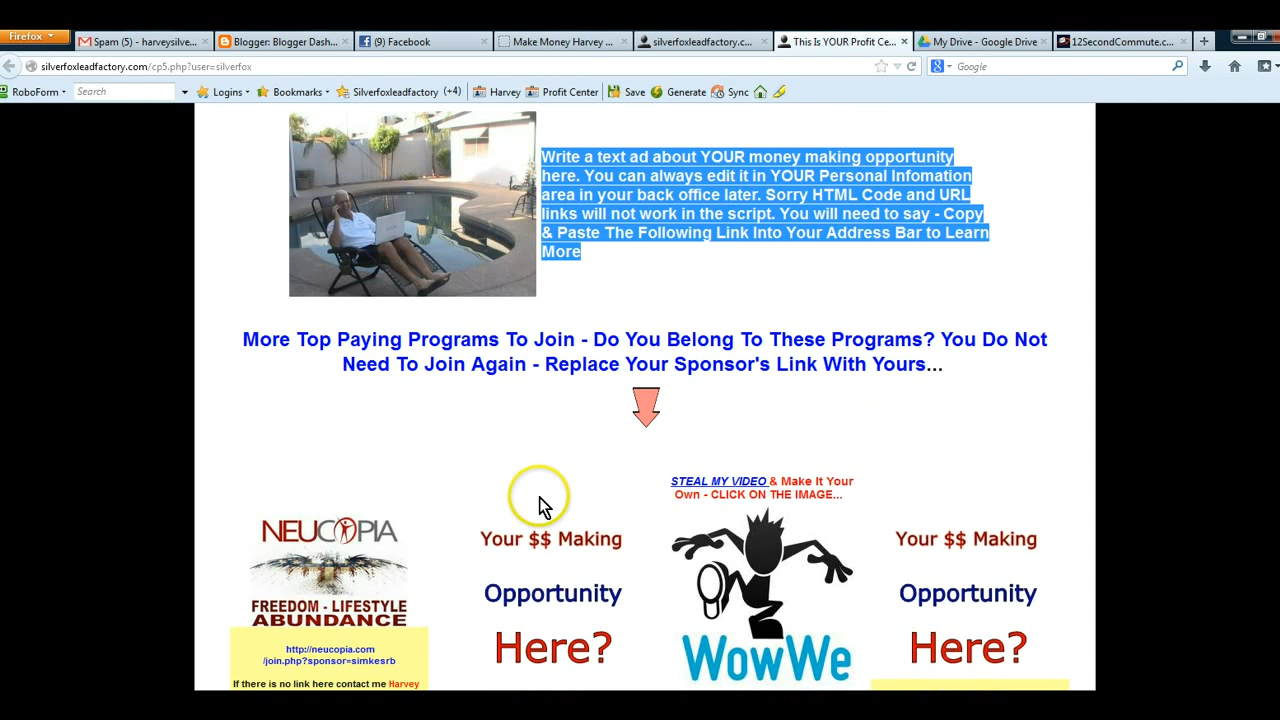 Firefox
Spam (5) - harveysilve...
Blogger: Blogger Dash...
(9) Facebook
Make Money Harvey ...
silverfoxleadfactory.c...
This Is YOUR Profit Ce...
My Drive - Google Drive
12SecondCommute.c...
silverfoxleadfactory.com/cp5.php?user=silverfox
Google
RoboForm
Search
Logins
Bookmarks
Silverfoxleadfactory (+4)
Harvey
Profit Center
Save
Generate
Sync
Write a text ad about YOUR money making opportunity
here. You can always edit it in YOUR Personal Infomation
area in your back office later. Sorry HTML Code and URL
links will not work in the script. You will need to say - Copy
& Paste The Following Link Into Your Address Bar to Learn
More
More Top Paying Programs To Join - Do You Belong To These Programs? You Do Not
Need To Join Again - Replace Your Sponsor's Link With Yours...
STEAL MY VIDEO & Make It Your
Own - CLICK ON THE IMAGE...
NEUCOPIA
FREEDOM - LIFESTYLE
ABUNDANCE
http://neucopia.com
/join.php?sponsor=simkesrb
If there is no link here contact me Harvey
Your $$ Making
Opportunity
Here?
WowWe
Your $$ Making
Opportunity
Here?